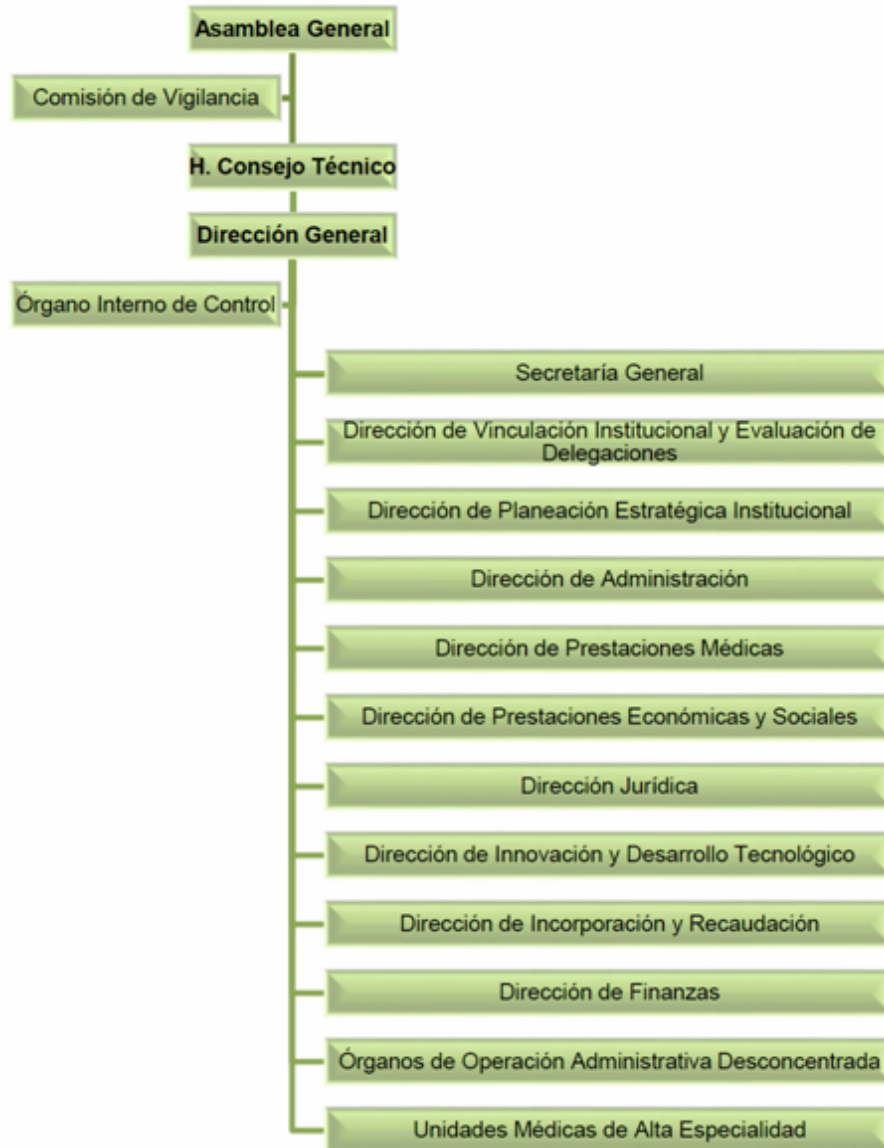 Asamblea General
Comisión de Vigilancia
H. Consejo Técnico
Dirección General
Órgano Interno de Control
Secretaría General
Dirección de Vinculación Institucional y Evaluación de
Delegaciones
Dirección de Planeación Estratégica Institucional
Dirección de Administración
Dirección de Prestaciones Médicas
Dirección de Prestaciones Económicas y Sociales
Dirección Jurídica
Dirección de Innovación y Desarrollo Tecnológico
Dirección de Incorporación y Recaudación
Dirección de Finanzas
Órganos de Operación Administrativa Desconcentrada
Unidades Médicas de Alta Especialidad